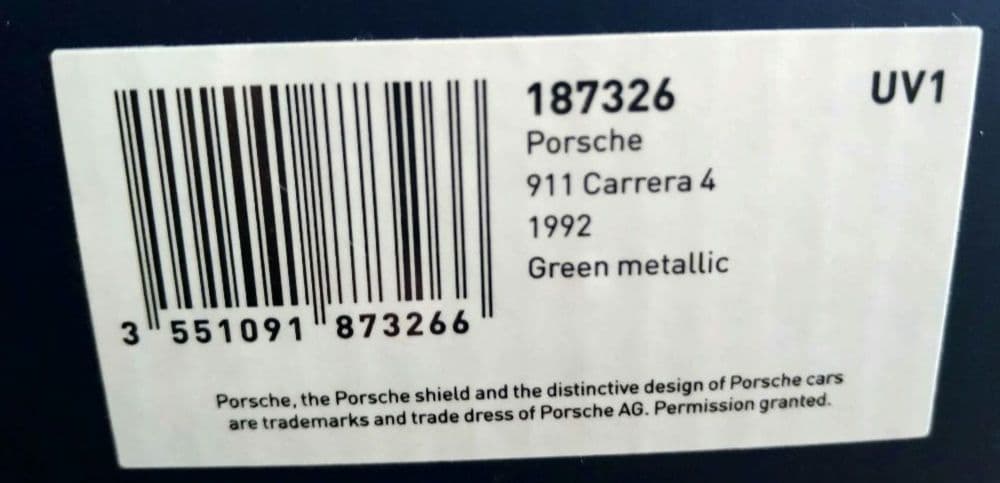 187326
UV1
Porsche
911 Carrera 4
1992
Green metallic
3 551091 873266
Porsche, the Porsche shield and the distinctive design of Porsche cars
are trademarks and trade dress of Porsche AG. Permission granted.